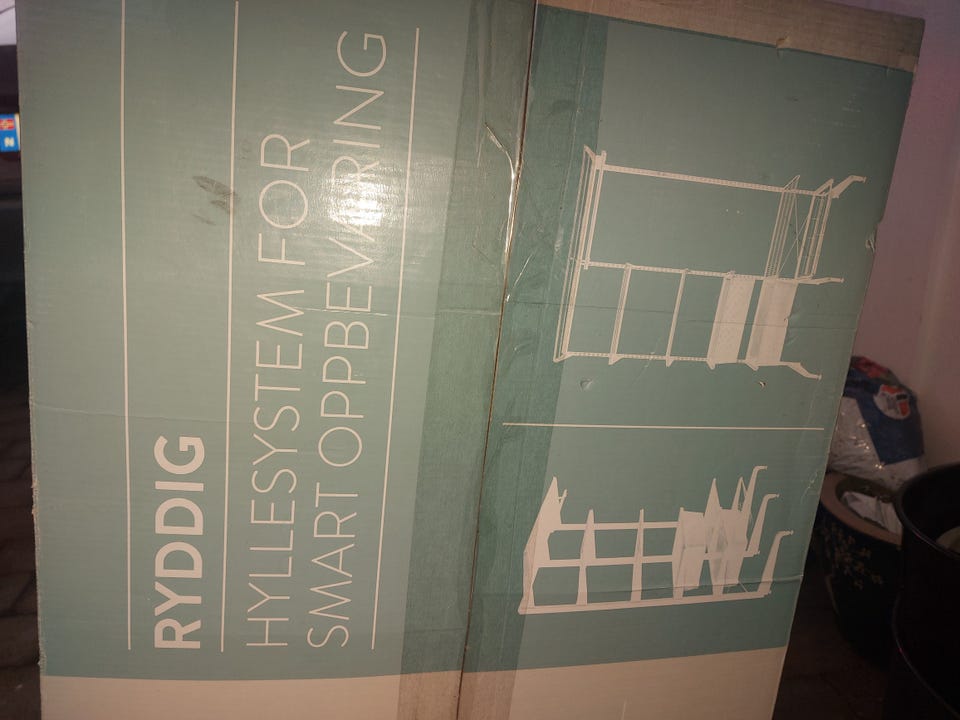 RYDDIG
HYLLESYSTEM FOR
SMART OPPBEVARING